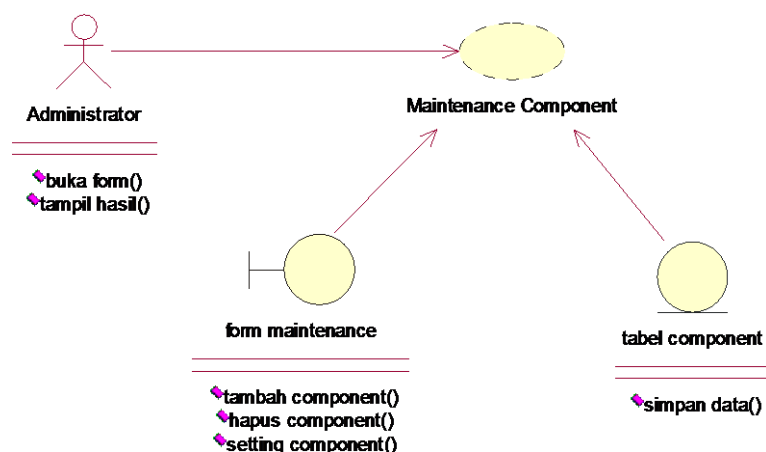 Maintenance Component
Administrator
buka form()
tampil hasil()
form maintenance
tambah component()
hapus component()
setting component()
tabel component
simpan data()